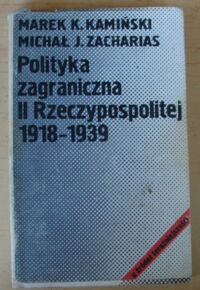 MAREK K. KAMIŃSKI
MICHAŁ J. ZACHARIAS
Polityka
zagraniczna
II Rzeczypospolitej
1918-1939